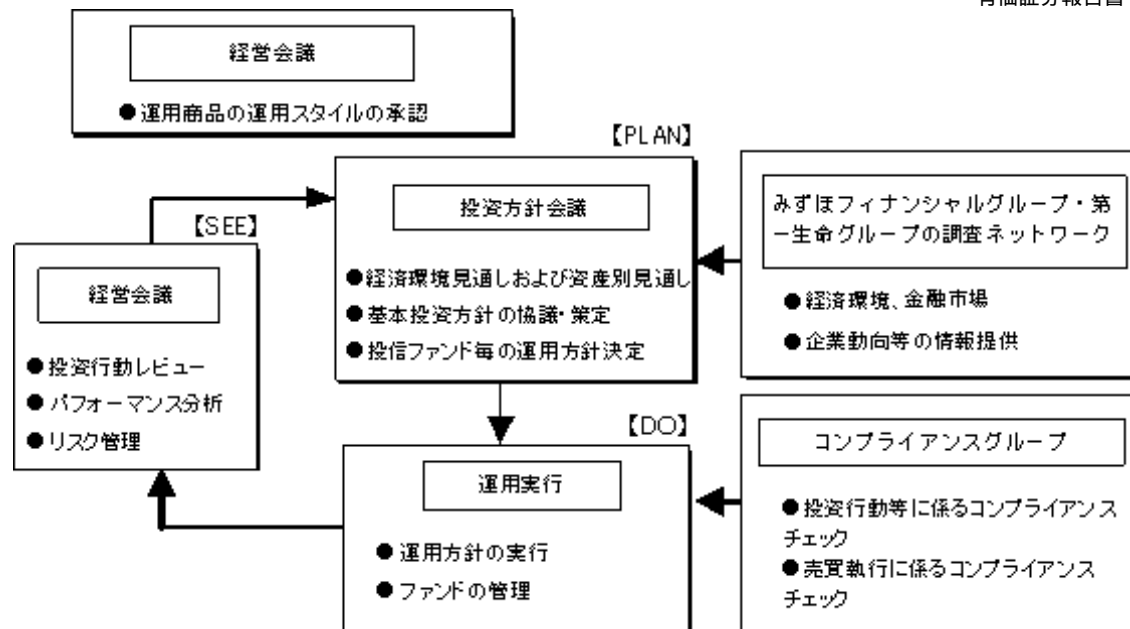 有価証券報告書
経営会議
●運用商品の運用スタイルの承認
【PLAN】
投資方針会議
●経済環境見通しおよび資産別見通し
●基本投資方針の協議・策定
●投信ファンド毎の運用方針決定
みずほフィナンシャルグループ・第
一生命グループの調査ネットワーク
●経済環境、金融市場
●企業動向等の情報提供
【SEE】
経営会議
●投資行動レビュー
●パフォーマンス分析
●リスク管理
【DO】
運用実行
●運用方針の実行
●ファンドの管理
コンプライアンスグループ
●投資行動等に係るコンプライアンス
チェック
●売買執行に係るコンプライアンス
チェック